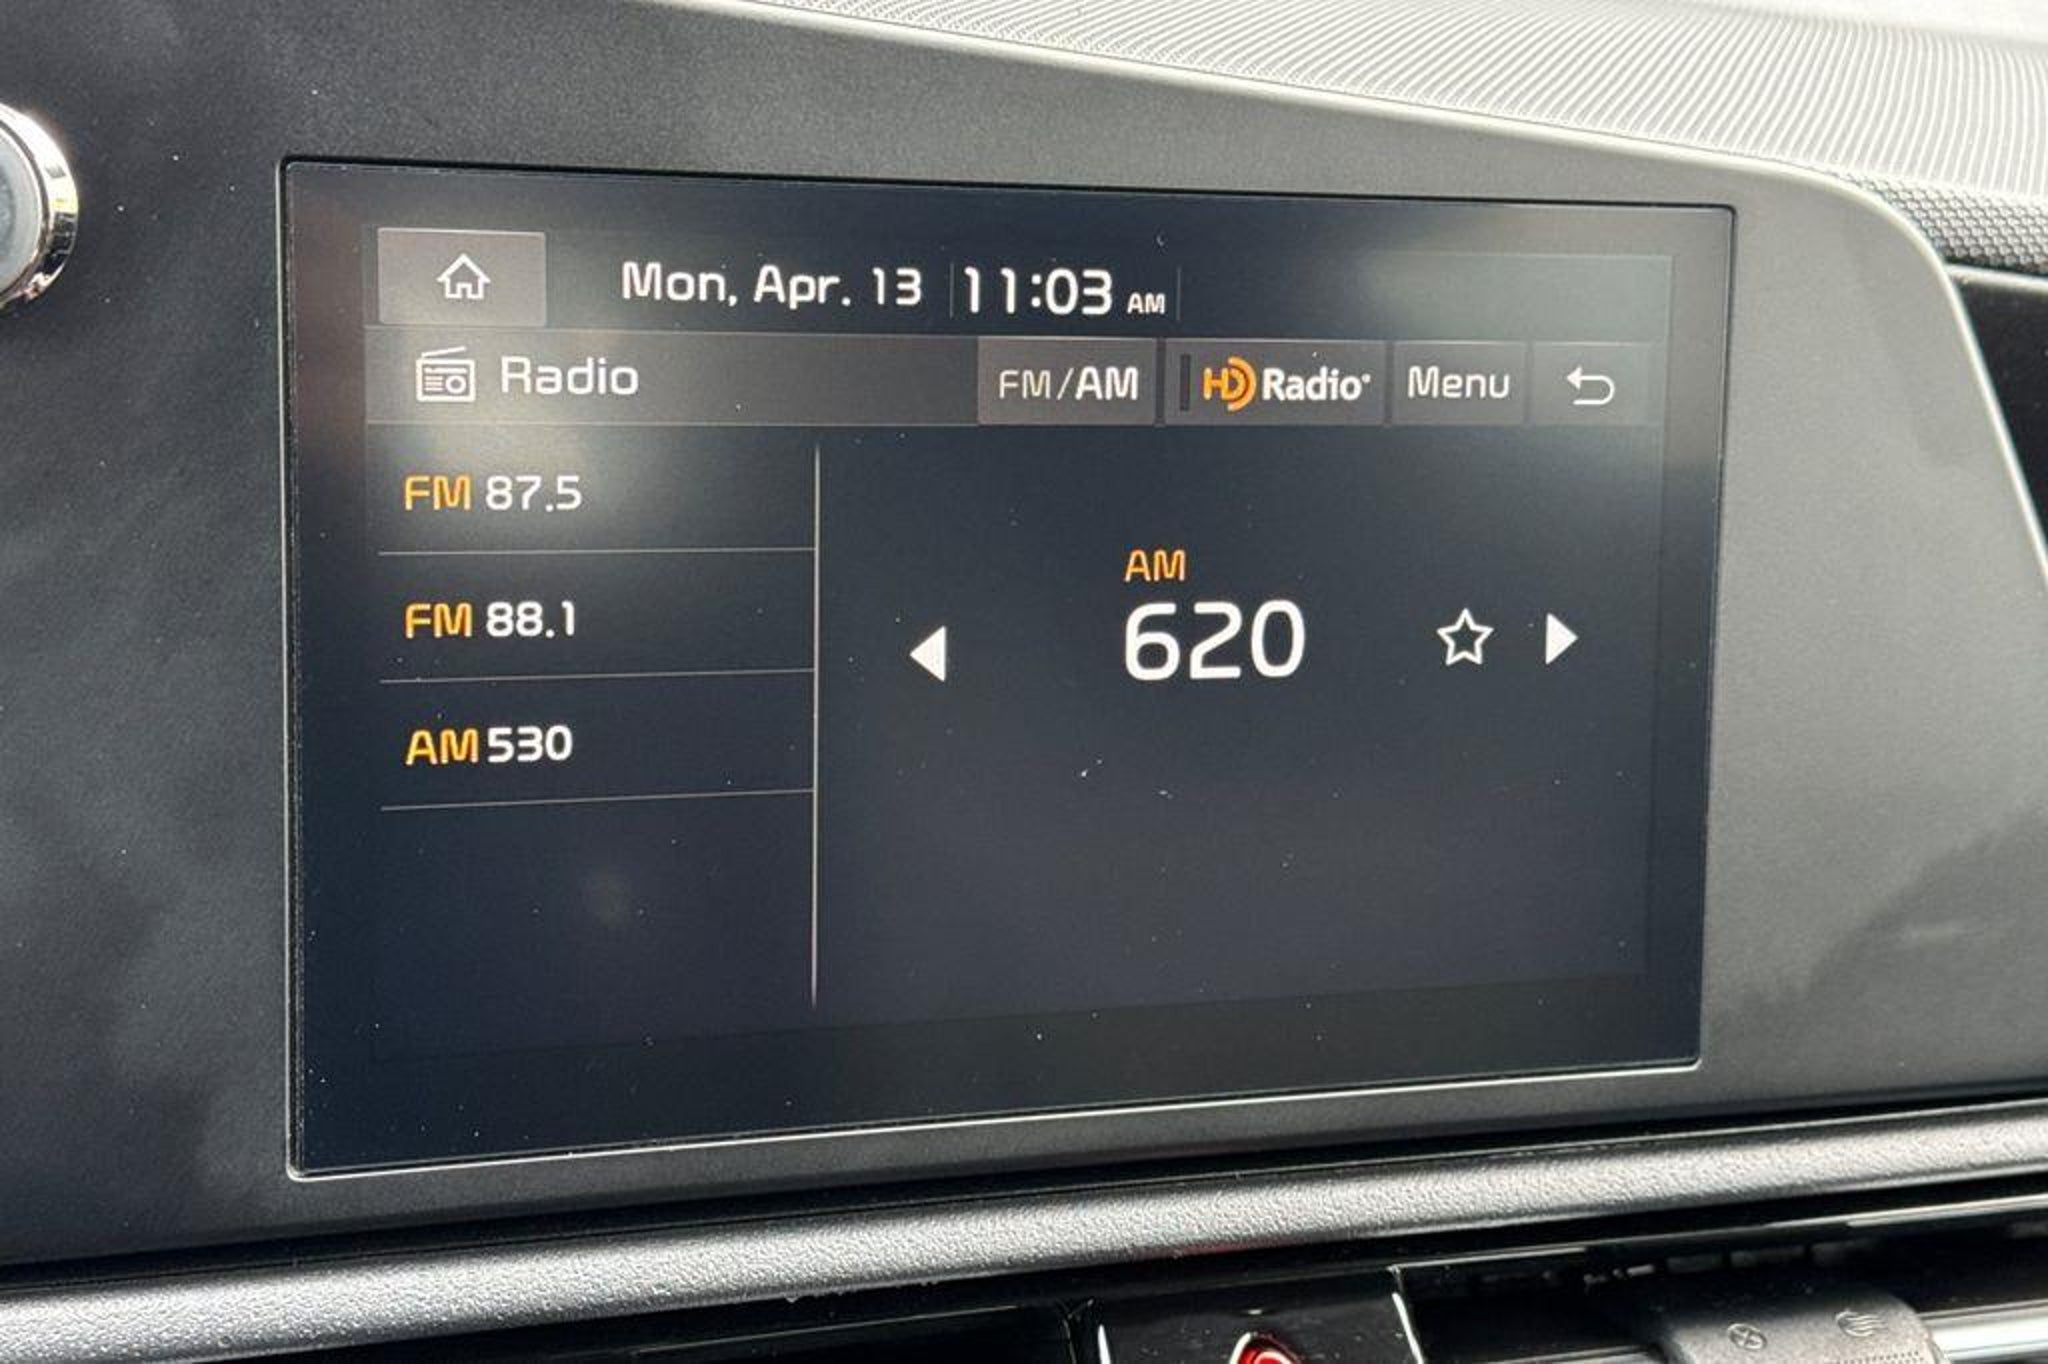 Mon, Apr. 13 11:03 AM
Radio FM/AM HD Radio Menu
FM 87.5
FM 88.1
AM 530
AM
620